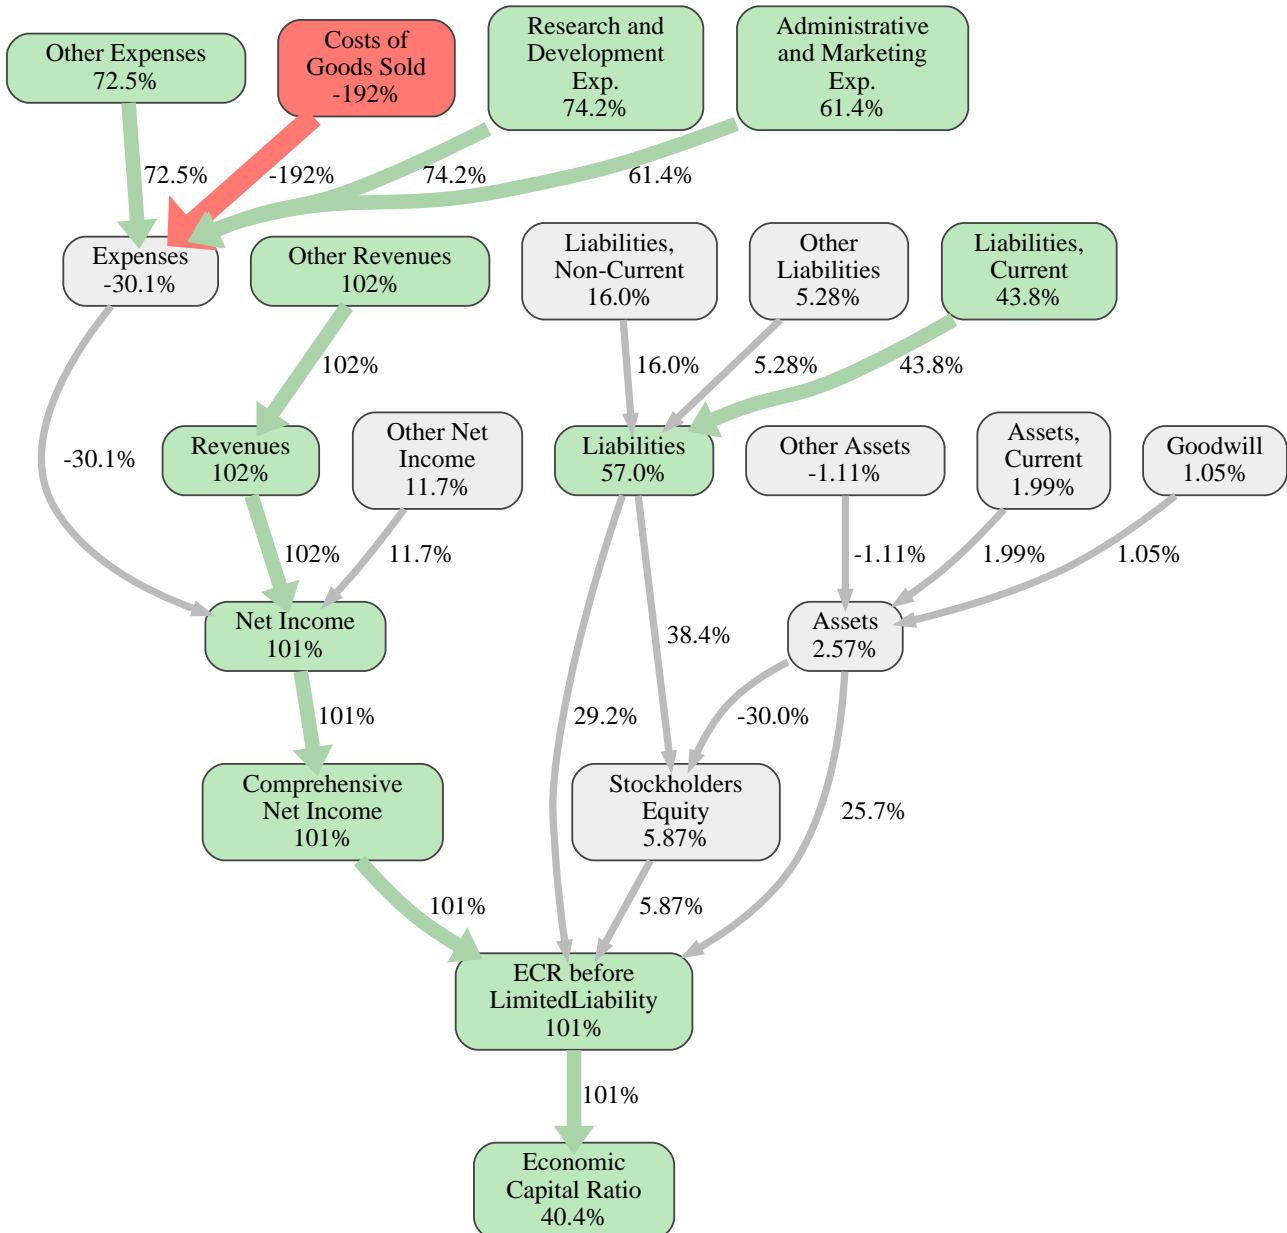 Other Expenses
72.5%
Costs of
Goods Sold
-192%
Research and
Development
Exp.
74.2%
Administrative
and Marketing
Exp.
61.4%
72.5%
-192%
74.2%
61.4%
Expenses
-30.1%
Other Revenues
102%
Liabilities,
Non-Current
16.0%
Other
Liabilities
5.28%
Liabilities,
Current
43.8%
102%
16.0%
5.28%
43.8%
-30.1%
Revenues
102%
Other Net
Income
11.7%
Liabilities
57.0%
Other Assets
-1.11%
Assets,
Current
1.99%
Goodwill
1.05%
102%
11.7%
-1.11%
1.99%
1.05%
Net Income
101%
38.4%
Assets
2.57%
101%
29.2%
-30.0%
Comprehensive
Net Income
101%
Stockholders
Equity
5.87%
25.7%
101%
5.87%
ECR before
LimitedLiability
101%
101%
Economic
Capital Ratio
40.4%